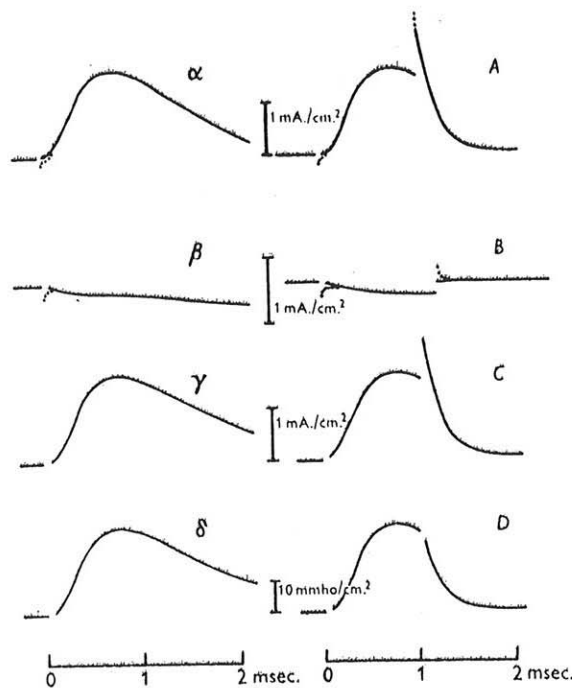 α
A
1 mA./cm.²
β
B
1 mA./cm.²
γ
C
1 mA./cm.²
δ
D
10 mmho/cm.²
0 1 2 msec. 0 1 2 msec.